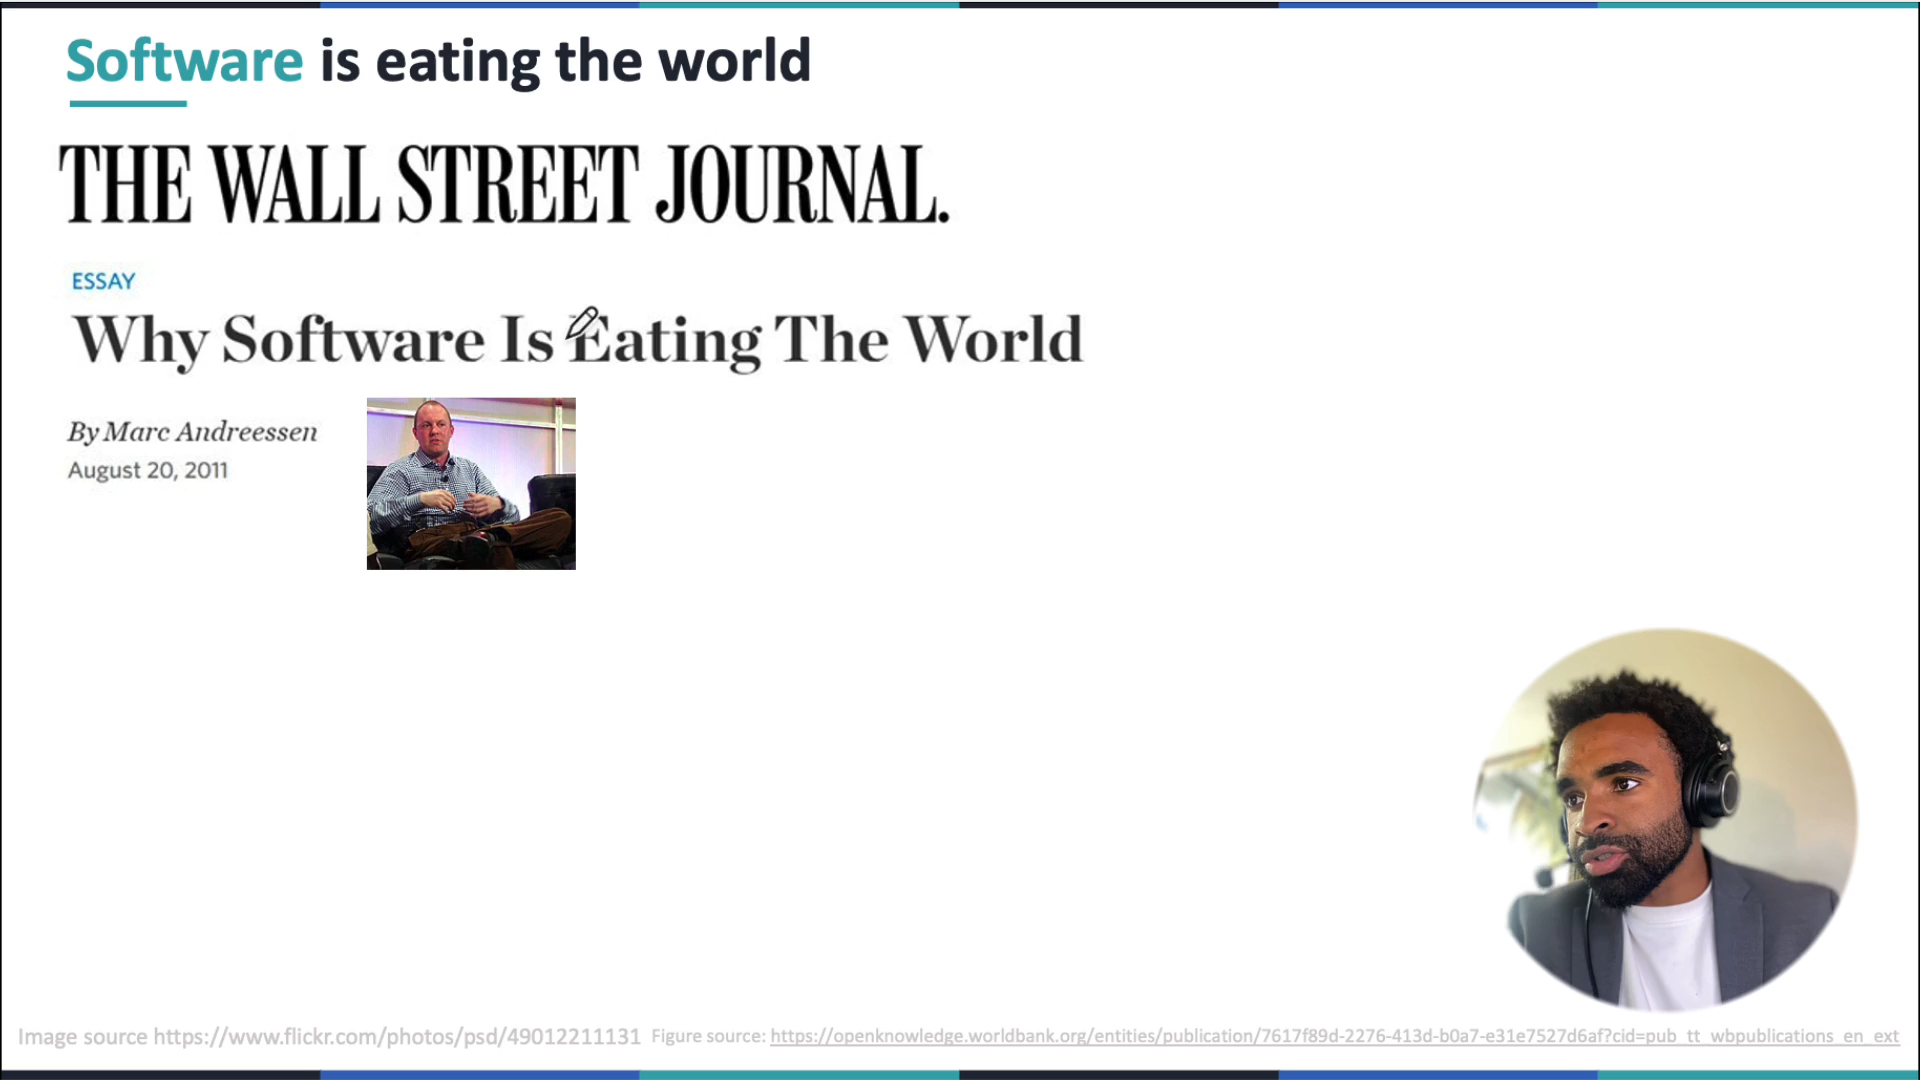 Software is eating the world
THE WALL STREET JOURNAL.
ESSAY
Why Software Is Eating The World
By Marc Andreessen
August 20, 2011
Image source https://www.flickr.com/photos/psd/49012211131 Figure source: https://openknowledge.worldbank.org/entities/publication/7617f89d-2276-413d-b0a7-e31e7527d6af?cid=pub_tt_wbpublications_en_ext